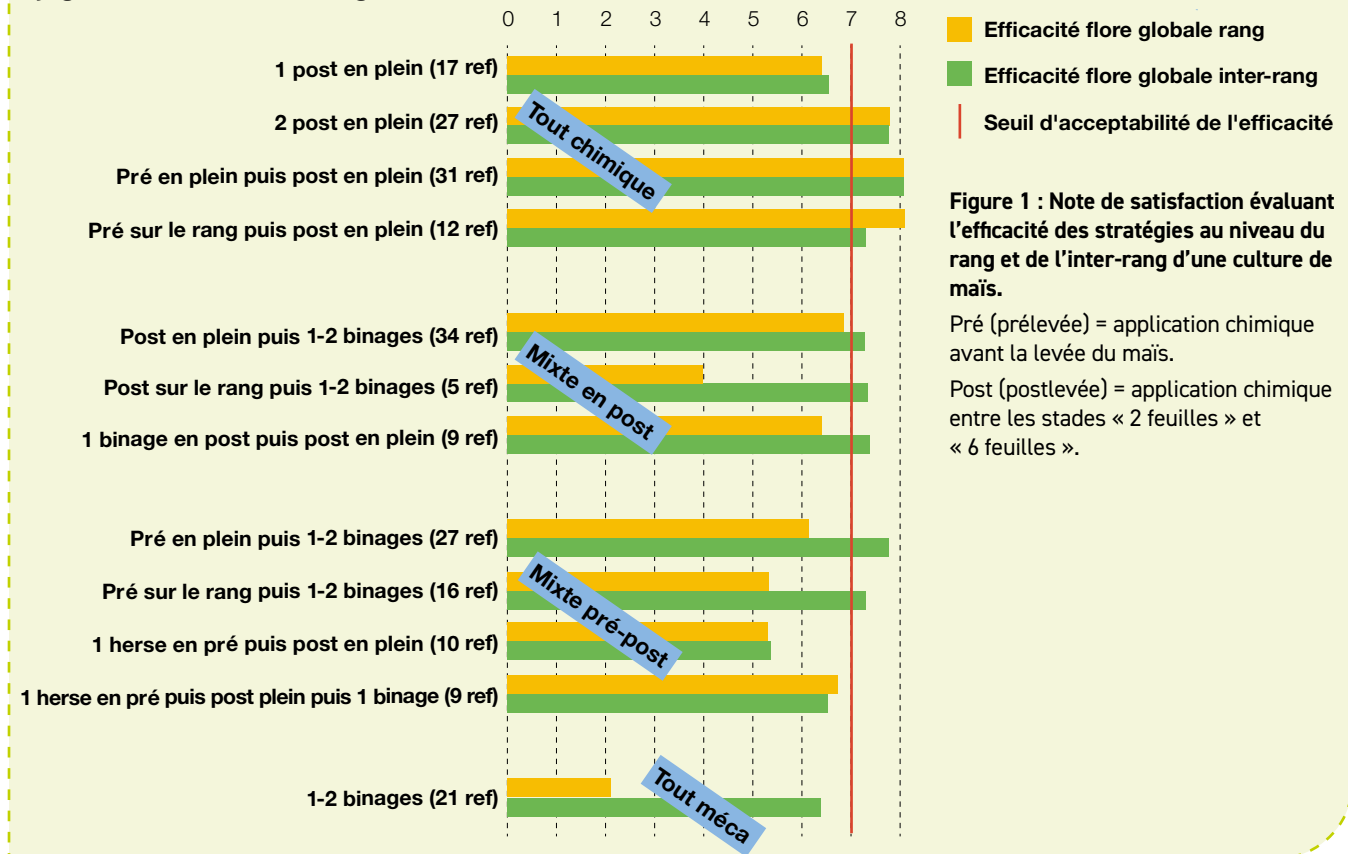 0 1 2 3 4 5 6 7 8
1 post en plein (17 ref)
2 post en plein (27 ref)
Pré en plein puis post en plein (31 ref)
Pré sur le rang puis post en plein (12 ref)
Tout chimique
Post en plein puis 1-2 binages (34 ref)
Post sur le rang puis 1-2 binages (5 ref)
1 binage en post puis post en plein (9 ref)
Mixte en post
Pré en plein puis 1-2 binages (27 ref)
Pré sur le rang puis 1-2 binages (16 ref)
1 herse en pré puis post en plein (10 ref)
1 herse en pré puis post plein puis 1 binage (9 ref)
Mixte pré-post
1-2 binages (21 ref)
Tout méca
Efficacité flore globale rang
Efficacité flore globale inter-rang
Seuil d'acceptabilité de l'efficacité
Figure 1 : Note de satisfaction évaluant
l’efficacité des stratégies au niveau du
rang et de l’inter-rang d’une culture de
maïs.
Pré (prélevée) = application chimique
avant la levée du maïs.
Post (postlevée) = application chimique
entre les stades « 2 feuilles » et
« 6 feuilles ».